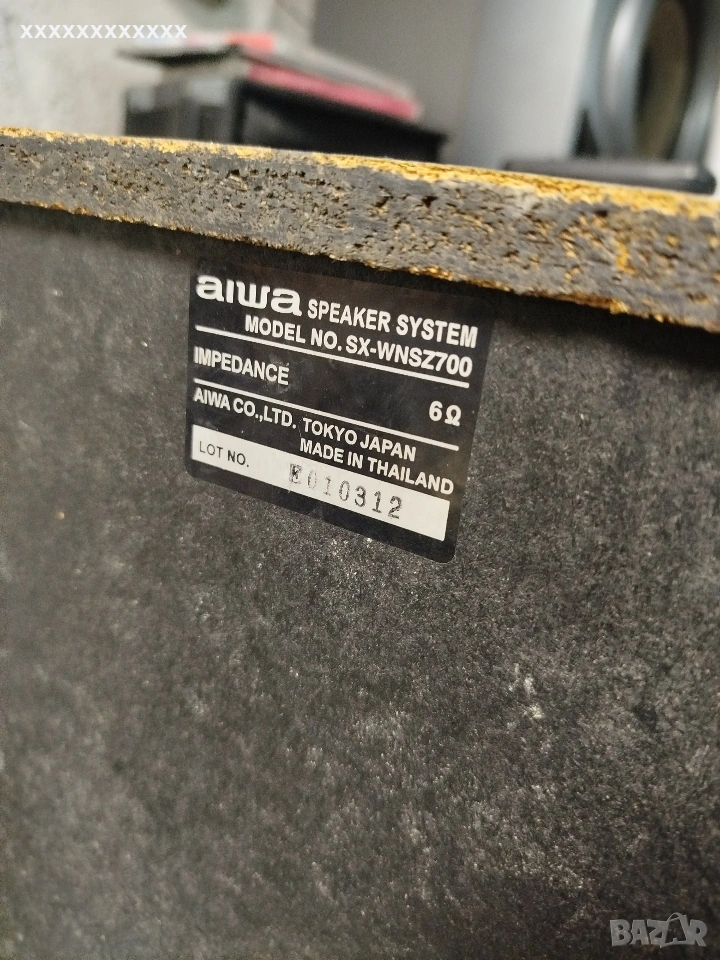 xxxxxxxxxxxxx
aiwa SPEAKER SYSTEM
MODEL NO. SX-WNSZ700
IMPEDANCE 6Ω
AIWA CO.,LTD. TOKYO JAPAN
MADE IN THAILAND
LOT NO. E010312
BAZAR